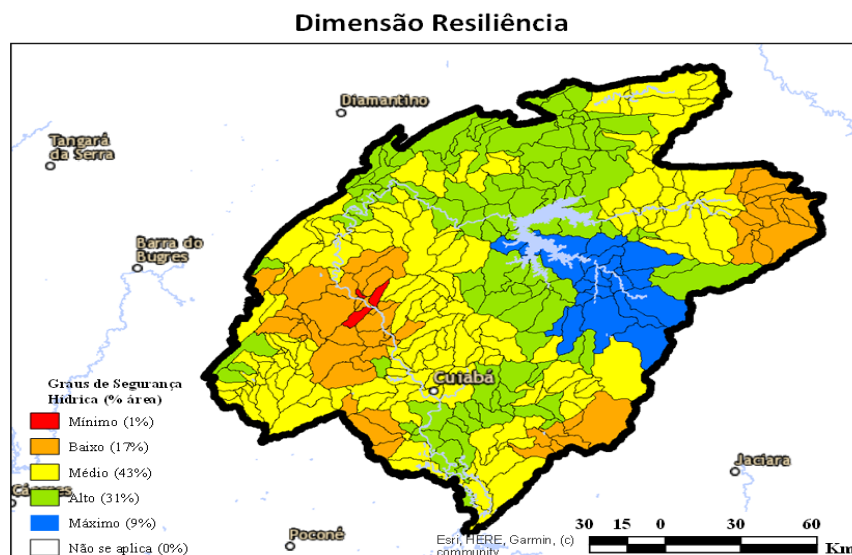 Dimensão Resiliência
Diamantino
Tangará
da Serra
Barra do
Bugres
Cuiabá
Graus de Segurança
Hídrica (% área)
Mínimo (1%)
Baixo (17%)
Médio (43%)
Alto (31%)
Máximo (9%)
Não se aplica (0%)
Jaciara
Poconé
Esri, HERE, Garmin, (c)
community
30 15 0 30 60
Km